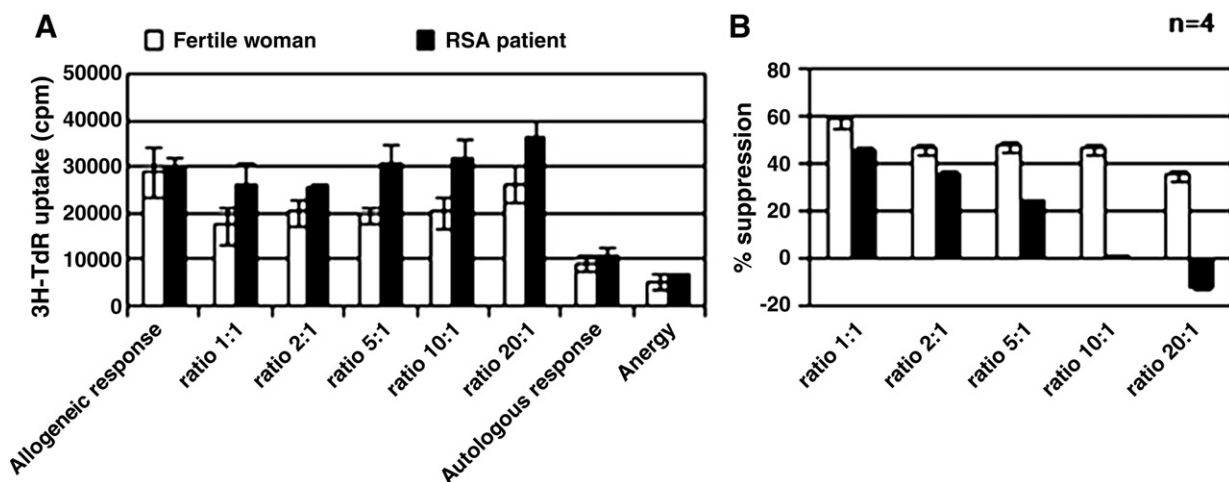 A
Fertile woman
RSA patient
3H-TdR uptake (cpm)
50000
40000
30000
20000
10000
0
Allogeneic response
ratio 1:1
ratio 2:1
ratio 5:1
ratio 10:1
ratio 20:1
Autologous response
Anergy
B
n=4
% suppression
80
60
40
20
0
-20
ratio 1:1
ratio 2:1
ratio 5:1
ratio 10:1
ratio 20:1